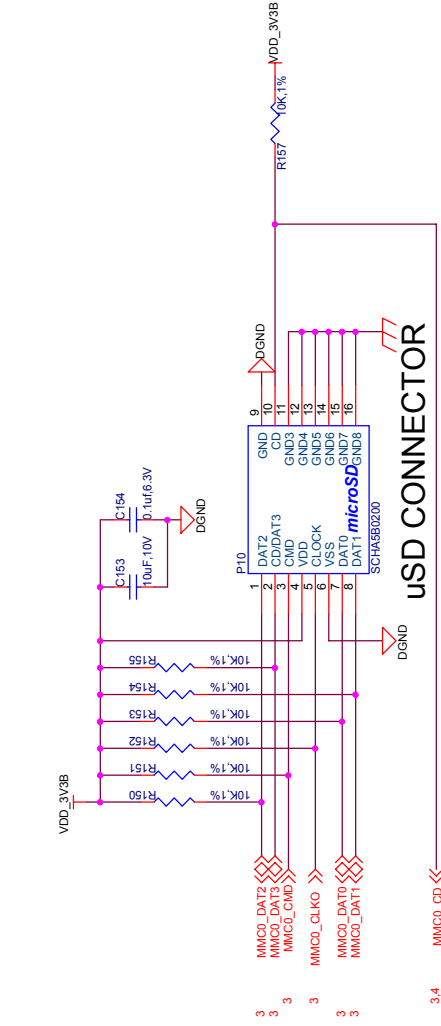 VDD_3V3B
10K,1%
R157
DGND
9
10
11
12
13
14
15
16
GND
CD
GND3
GND4
GND5
GND6
GND7
GND8
microSD
DAT2
CD/DAT3
CMD
VDD
CLOCK
VSS
DAT0
DAT1
P10
SCHA5B0200
uSD CONNECTOR
1
2
3
4
5
6
7
8
C154
0.1uf,6.3V
C153
10uF,10V
DGND
DGND
R155
10K,1%
R154
10K,1%
R153
10K,1%
R152
10K,1%
R151
10K,1%
R150
10K,1%
VDD_3V3B
MMC0_DAT2
MMC0_DAT3
MMC0_CMD
MMC0_CLKO
MMC0_DAT0
MMC0_DAT1
MMC0_CD
3
3
3
3
3
3
3,4